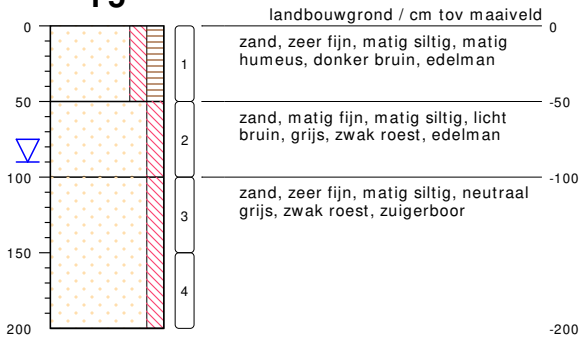 landbouwgrond / cm tov maaiveld
0
0
zand, zeer fijn, matig siltig, matig
humeus, donker bruin, edelman
1
50
-50
zand, matig fijn, matig siltig, licht
bruin, grijs, zwak roest, edelman
2
100
-100
zand, zeer fijn, matig siltig, neutraal
grijs, zwak roest, zuigerboor
3
150
4
200
-200